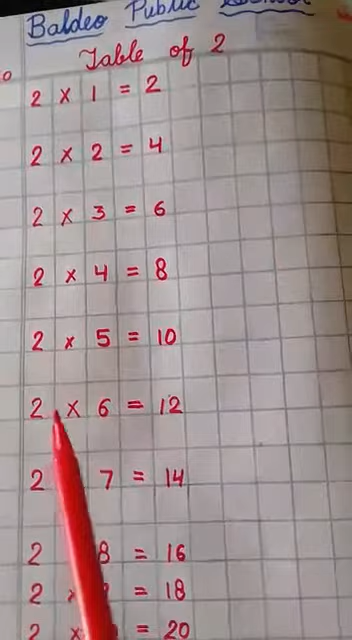 Baldeo Public School
Table of 2
2 × 1 = 2
2 × 2 = 4
2 × 3 = 6
2 × 4 = 8
2 × 5 = 10
2 × 6 = 12
2 7 = 14
2 8 = 16
2 × = 18
2 × = 20